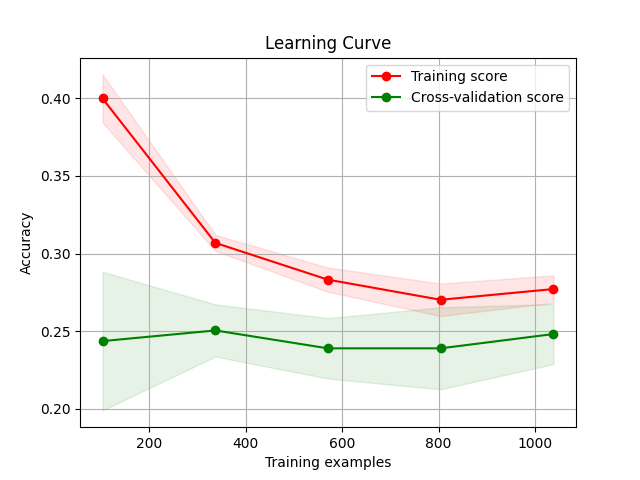 Learning Curve
Training score
Cross-validation score
0.40
0.35
0.30
0.25
0.20
Accuracy
200
400
600
800
1000
Training examples